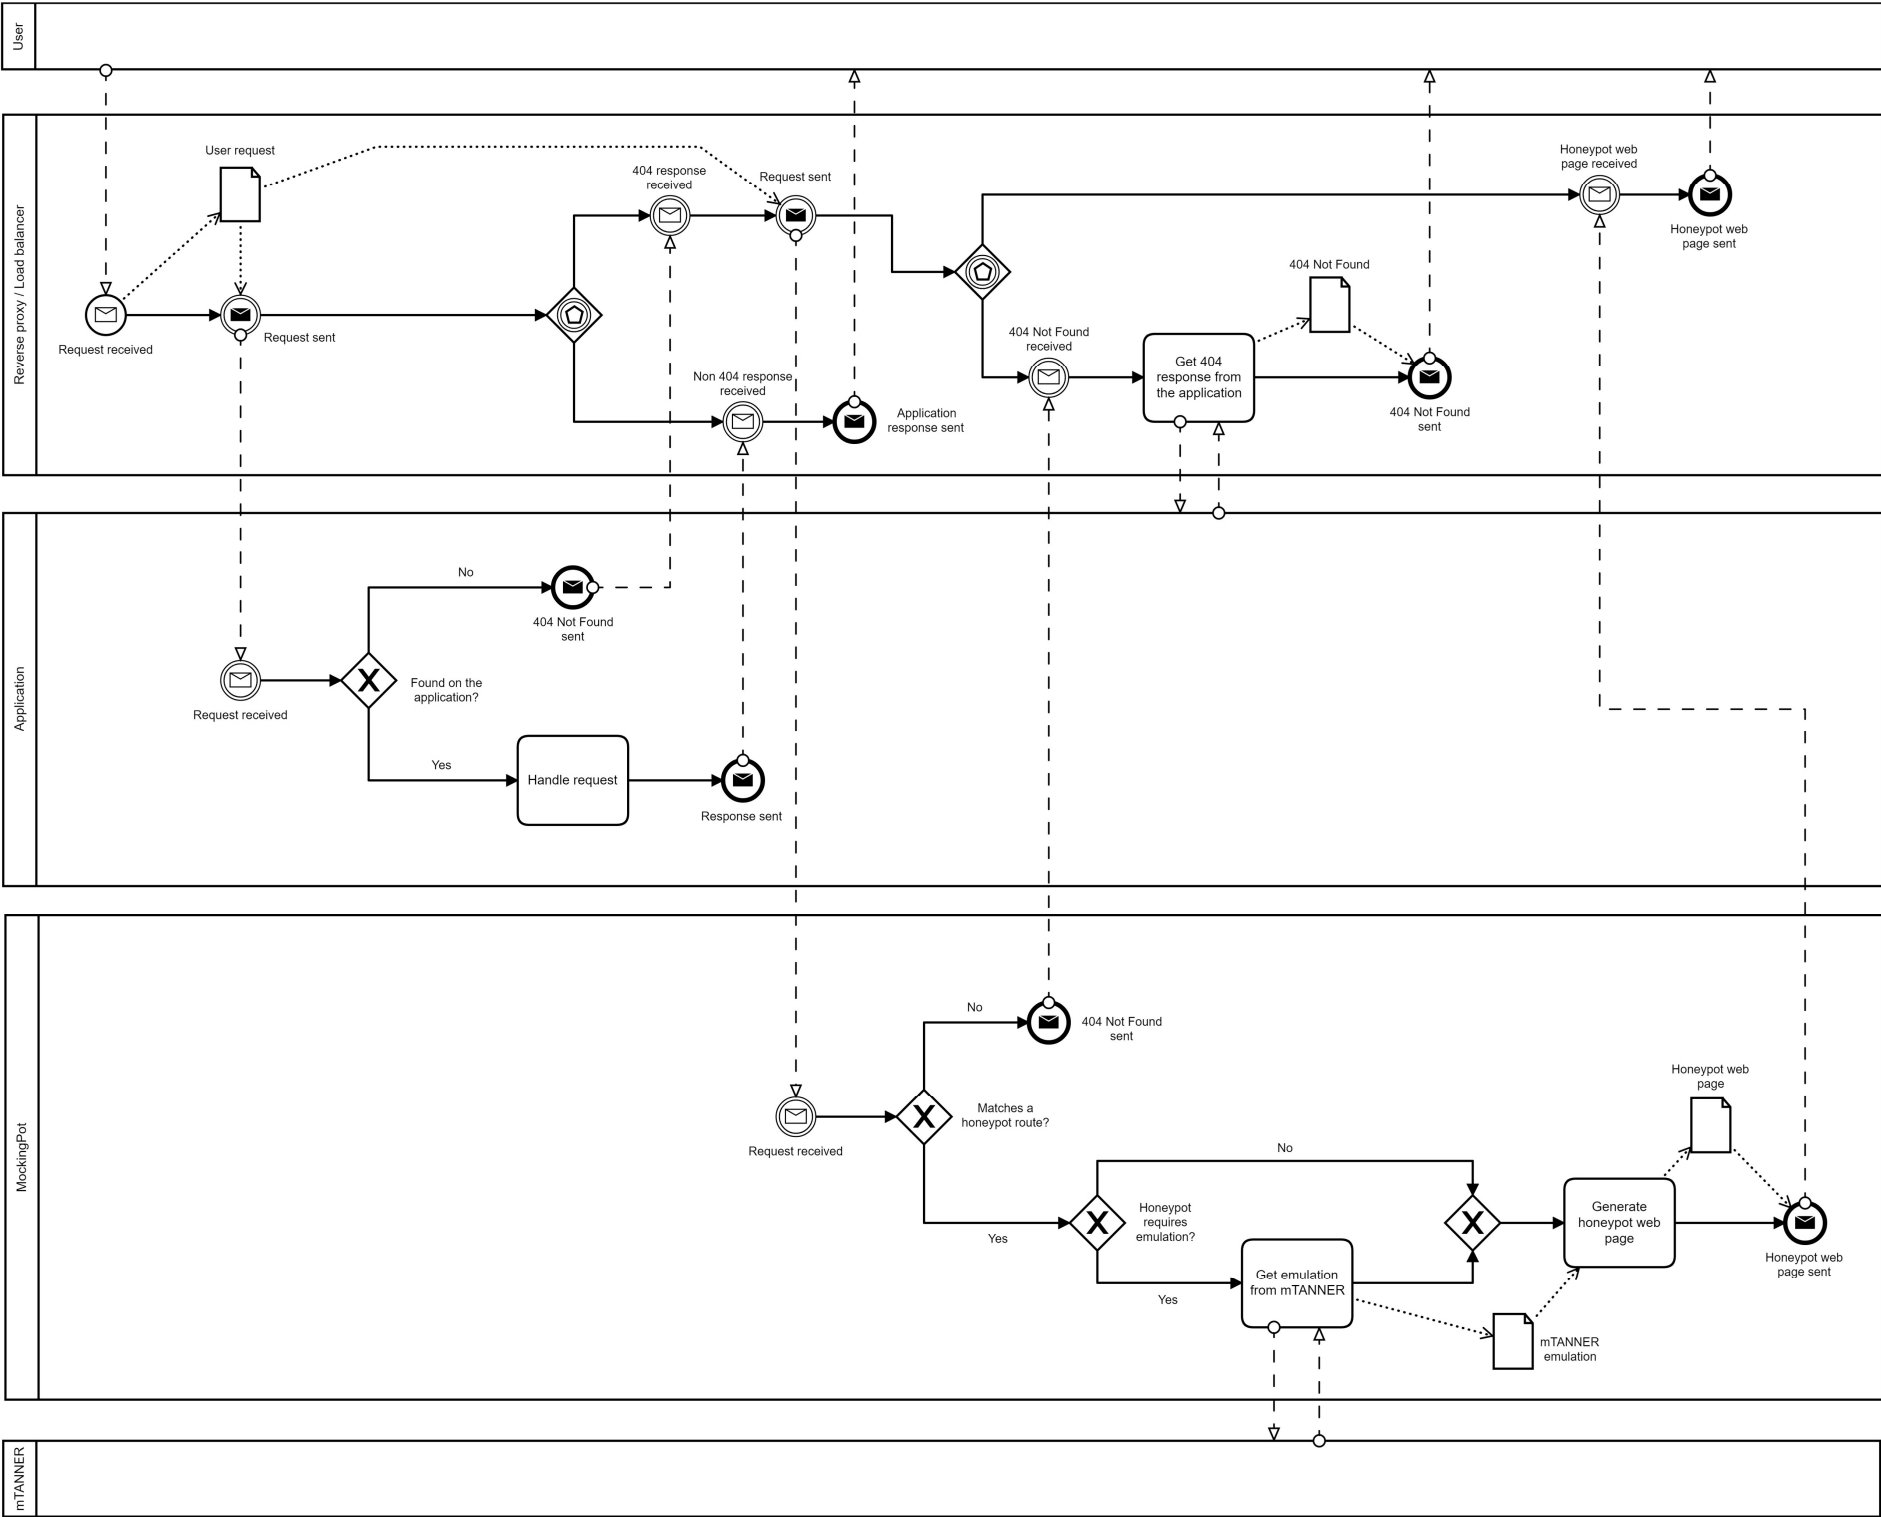 User
Reverse proxy / Load balancer
User request
404 response
received
Request sent
Honeypot web
page received
Honeypot web
page sent
404 Not Found
Request received
Request sent
404 Not Found
received
Get 404
response from
the application
Non 404 response
received
Application
response sent
404 Not Found
sent
Application
No
404 Not Found
sent
Request received
Found on the
application?
Yes
Handle request
Response sent
MockingPot
No
404 Not Found
sent
Request received
Matches a
honeypot route?
Yes
Honeypot web
page
No
Honeypot
requires
emulation?
Yes
Get emulation
from mTANNER
Generate
honeypot web
page
Honeypot web
page sent
mTANNER
emulation
mTANNER